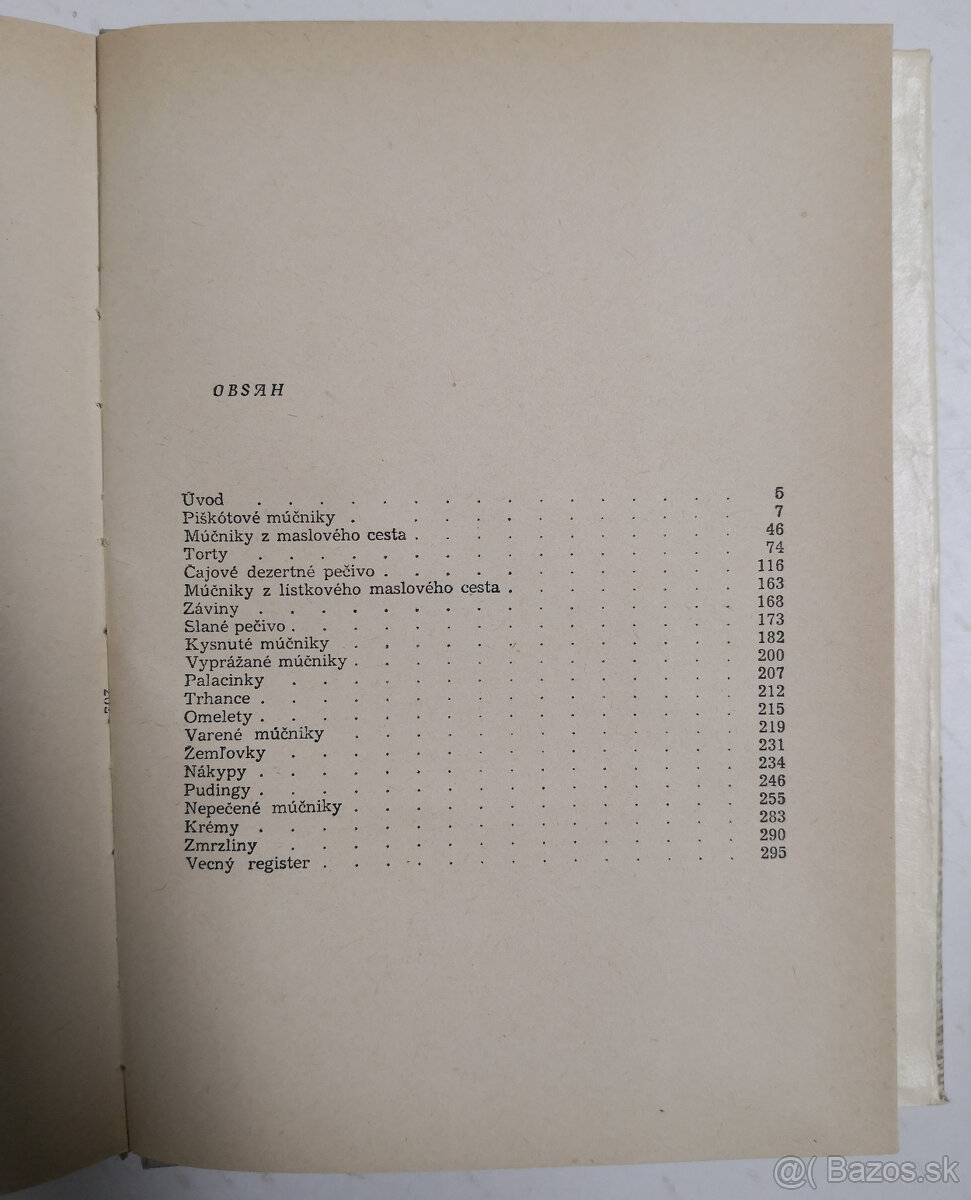 OBSAH
Úvod . . . . . . . . . . . . . . . . 5
Piškótové múčniky . . . . . . . . . . . . 7
Múčniky z maslového cesta . . . . . . . . . . . 46
Torty . . . . . . . . . . . . . . . . 74
Čajové dezertné pečivo . . . . . . . . . . . . 116
Múčniky z lístkového maslového cesta . . . . . . . . 163
Záviny . . . . . . . . . . . . . . . . 168
Slané pečivo . . . . . . . . . . . . . . . 173
Kysnuté múčniky . . . . . . . . . . . . . 182
Vyprážané múčniky . . . . . . . . . . . . . 200
Palacinky . . . . . . . . . . . . . . . 207
Trhance . . . . . . . . . . . . . . . . 212
Omelety . . . . . . . . . . . . . . . . 215
Varené múčniky . . . . . . . . . . . . . 219
Žemľovky . . . . . . . . . . . . . . . 231
Nákypy . . . . . . . . . . . . . . . . 234
Pudingy . . . . . . . . . . . . . . . . 246
Nepečené múčniky . . . . . . . . . . . . . 255
Krémy . . . . . . . . . . . . . . . . 283
Zmrzliny . . . . . . . . . . . . . . . 290
Vecný register . . . . . . . . . . . . . . 295
@( Bazos.sk